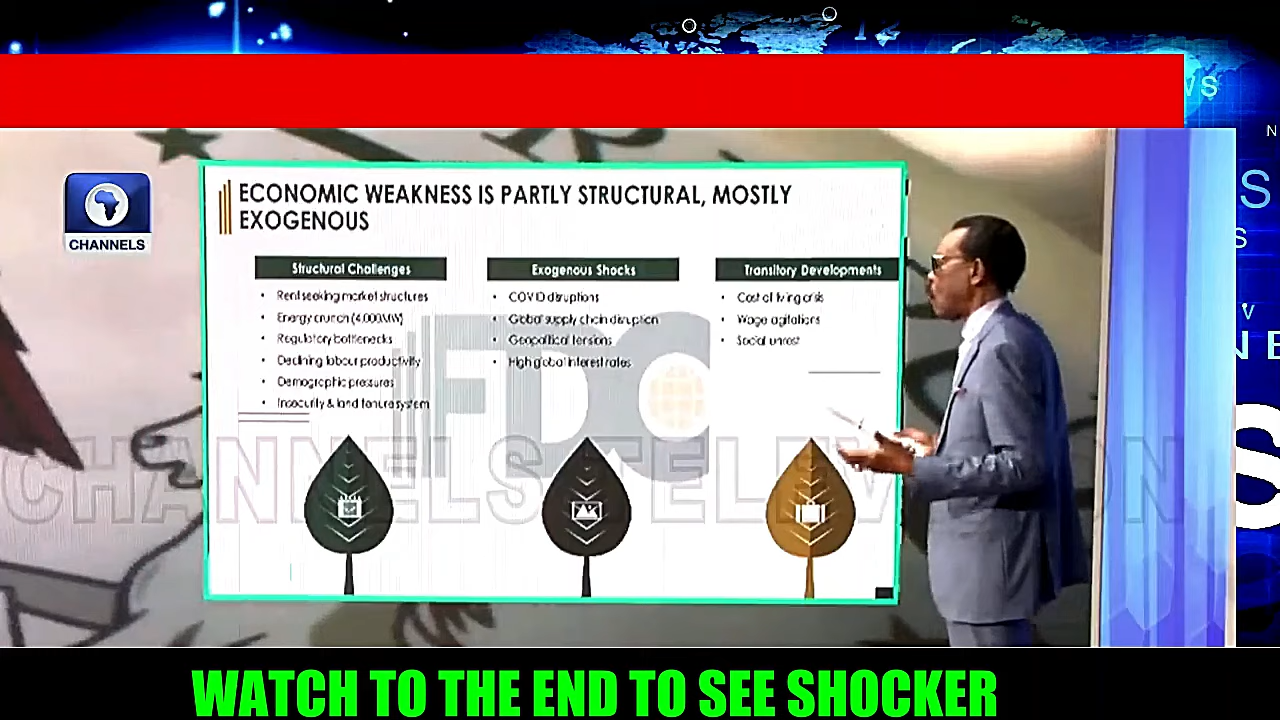 WS
N
CHANNELS
ECONOMIC WEAKNESS IS PARTLY STRUCTURAL, MOSTLY
EXOGENOUS
Structural Challenges
• Rent seeking market structures
• Energy crunch (4,000MW)
• Regulatory bottlenecks
• Declining labour productivity
• Demographic pressures
• Insecurity & land tenure system
Exogenous Shocks
• COVID disruptions
• Global supply chain disruption
• Geopolitical tensions
• High global interest rates
Transitory Developments
• Cost of living crisis
• Wage agitations
• Social unrest
FDC
CHANNELS TELEVISION
S
S
V
NE
S
WATCH TO THE END TO SEE SHOCKER